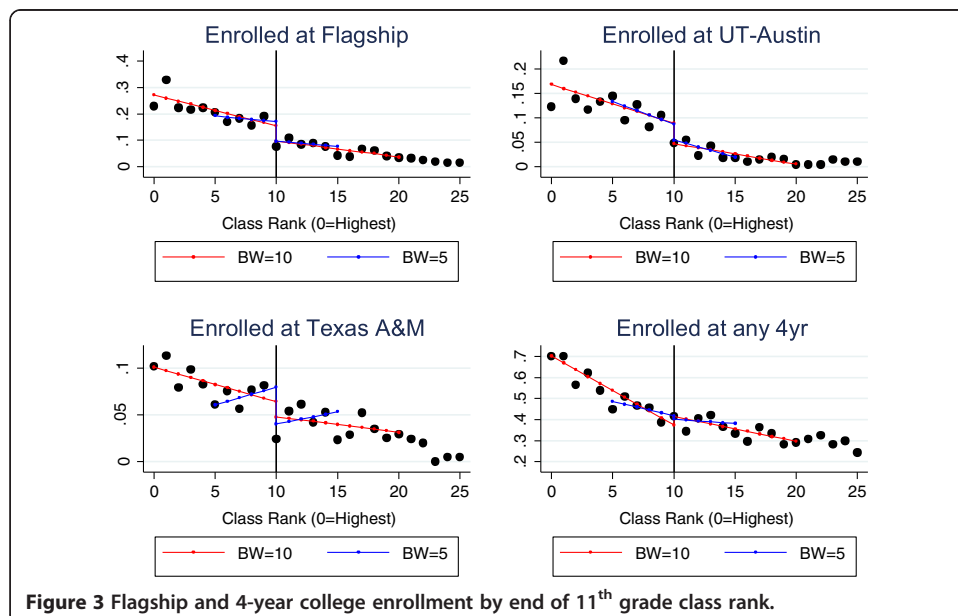 Enrolled at Flagship
.4
.3
.2
.1
0
0 5 10 15 20 25
Class Rank (0=Highest)
BW=10 BW=5
Enrolled at UT-Austin
.2
.15
.1
.05
0
0 5 10 15 20 25
Class Rank (0=Highest)
BW=10 BW=5
Enrolled at Texas A&M
.1
.05
0
0 5 10 15 20 25
Class Rank (0=Highest)
BW=10 BW=5
Enrolled at any 4yr
.7
.6
.5
.4
.3
.2
0 5 10 15 20 25
Class Rank (0=Highest)
BW=10 BW=5
Figure 3 Flagship and 4-year college enrollment by end of 11th grade class rank.